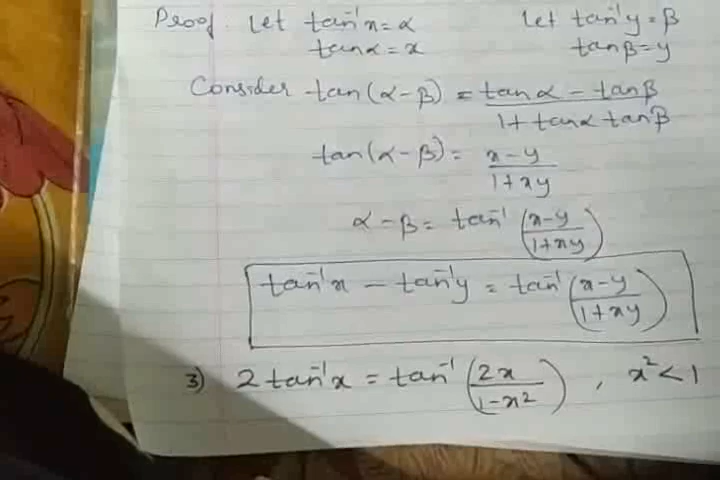 Proof. Let tan⁻¹x = α Let tan⁻¹y = β
tanα = x tanβ = y
Consider tan(α - β) = (tanα - tanβ)/(1 + tanα tanβ)
tan(α - β) = (x-y)/(1+xy)
α - β = tan⁻¹((x-y)/(1+xy))
tan⁻¹x - tan⁻¹y = tan⁻¹((x-y)/(1+xy))
3) 2tan⁻¹x = tan⁻¹(2x/(1-x²)), x² < 1